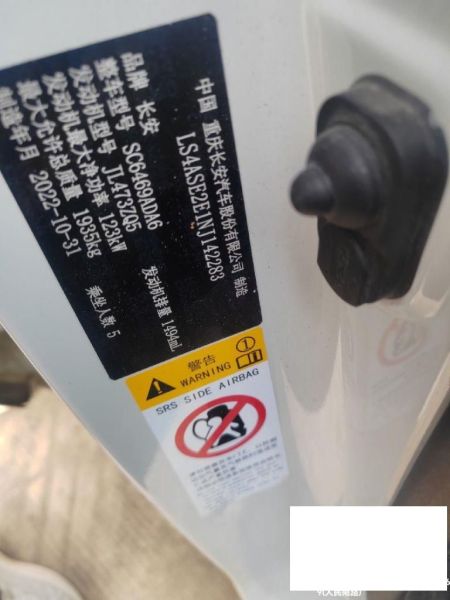 中国 重庆长安汽车股份有限公司 制造
LS4ASE2E1NJ142283
品牌 长安
整车型号 SC6469ADA6
发动机型号 JL473ZQ5
发动机最大净功率 123kW 发动机排量 1494mL
最大允许总质量 1935kg
制造年月 2022-10-31 乘坐人数 5
警告
WARNING
SRS SIDE AIRBAG